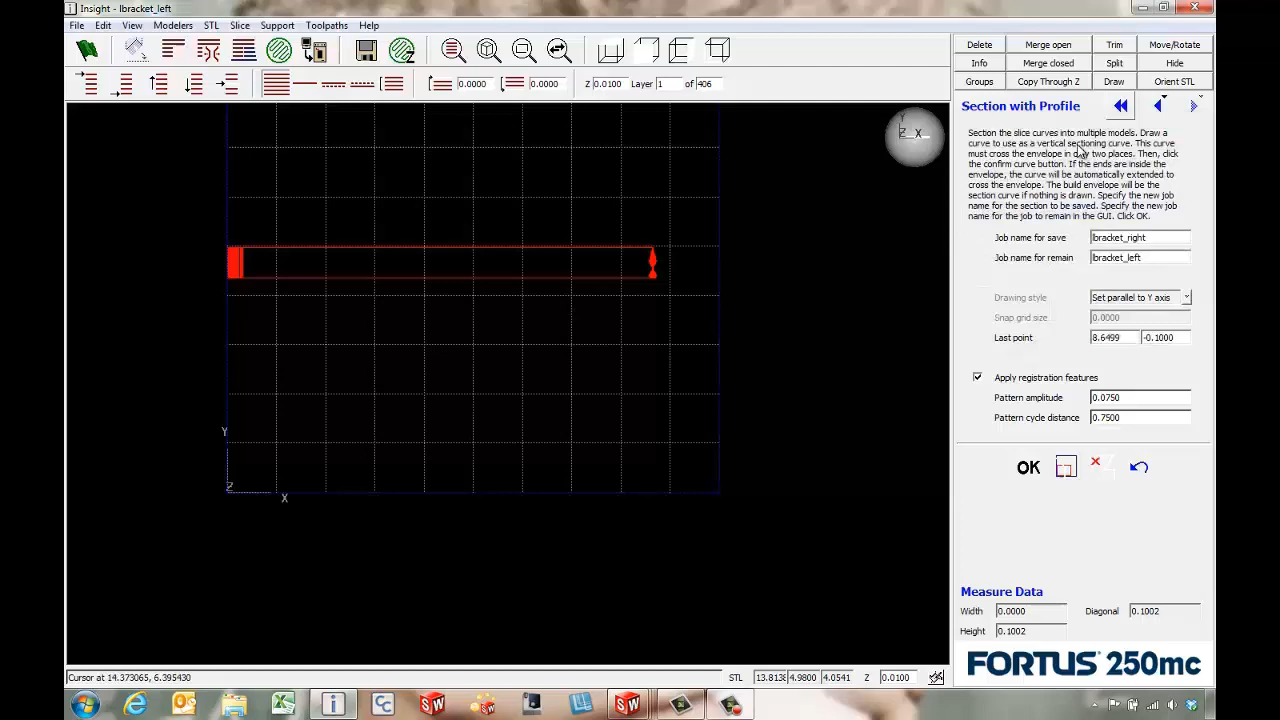 Insight - lbracket_left
File Edit View Modelers STL Slice Support Toolpaths Help
0.0000 0.0000 Z 0.0100 Layer 1 of 406
Delete Merge open Trim Move/Rotate
Info Merge closed Split Hide
Groups Copy Through Z Draw Orient STL
Section with Profile
Section the slice curves into multiple models. Draw a
curve to use as a vertical sectioning curve. This curve
must cross the envelope in only two places. Then, click
the confirm curve button. If the ends are inside the
envelope, the curve will be automatically extended to
cross the envelope. The build envelope will be the
section curve if nothing is drawn. Specify the new job
name for the section to be saved. Specify the new job
name for the job to remain in the GUI. Click OK.
Job name for save lbracket_right
Job name for remain lbracket_left
Drawing style Set parallel to Y axis
Snap grid size 0.0000
Last point 8.6499 -0.1000
Apply registration features
Pattern amplitude 0.0750
Pattern cycle distance 0.7500
OK
Y
Z X
Y
Z
X
Measure Data
Width 0.0000 Diagonal 0.1002
Height 0.1002
FORTUS 250mc
Cursor at 14.373065, 6.395430 STL 13.813 4.9800 4.0541 Z 0.0100